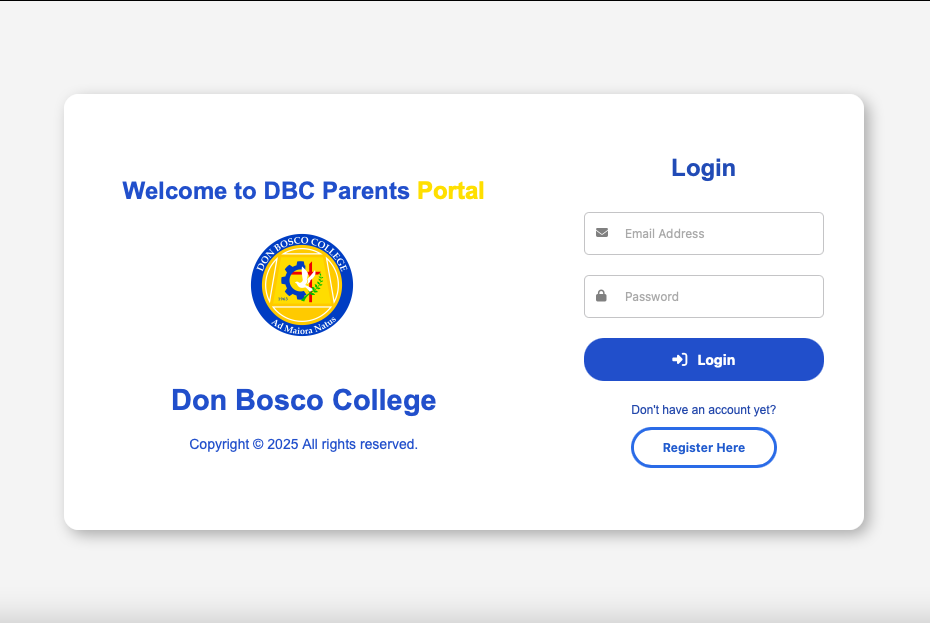 Welcome to DBC Parents Portal
DON BOSCO COLLEGE
1963
Ad Maiora Natus
Don Bosco College
Copyright © 2025 All rights reserved.
Login
Email Address
Password
Login
Don't have an account yet?
Register Here